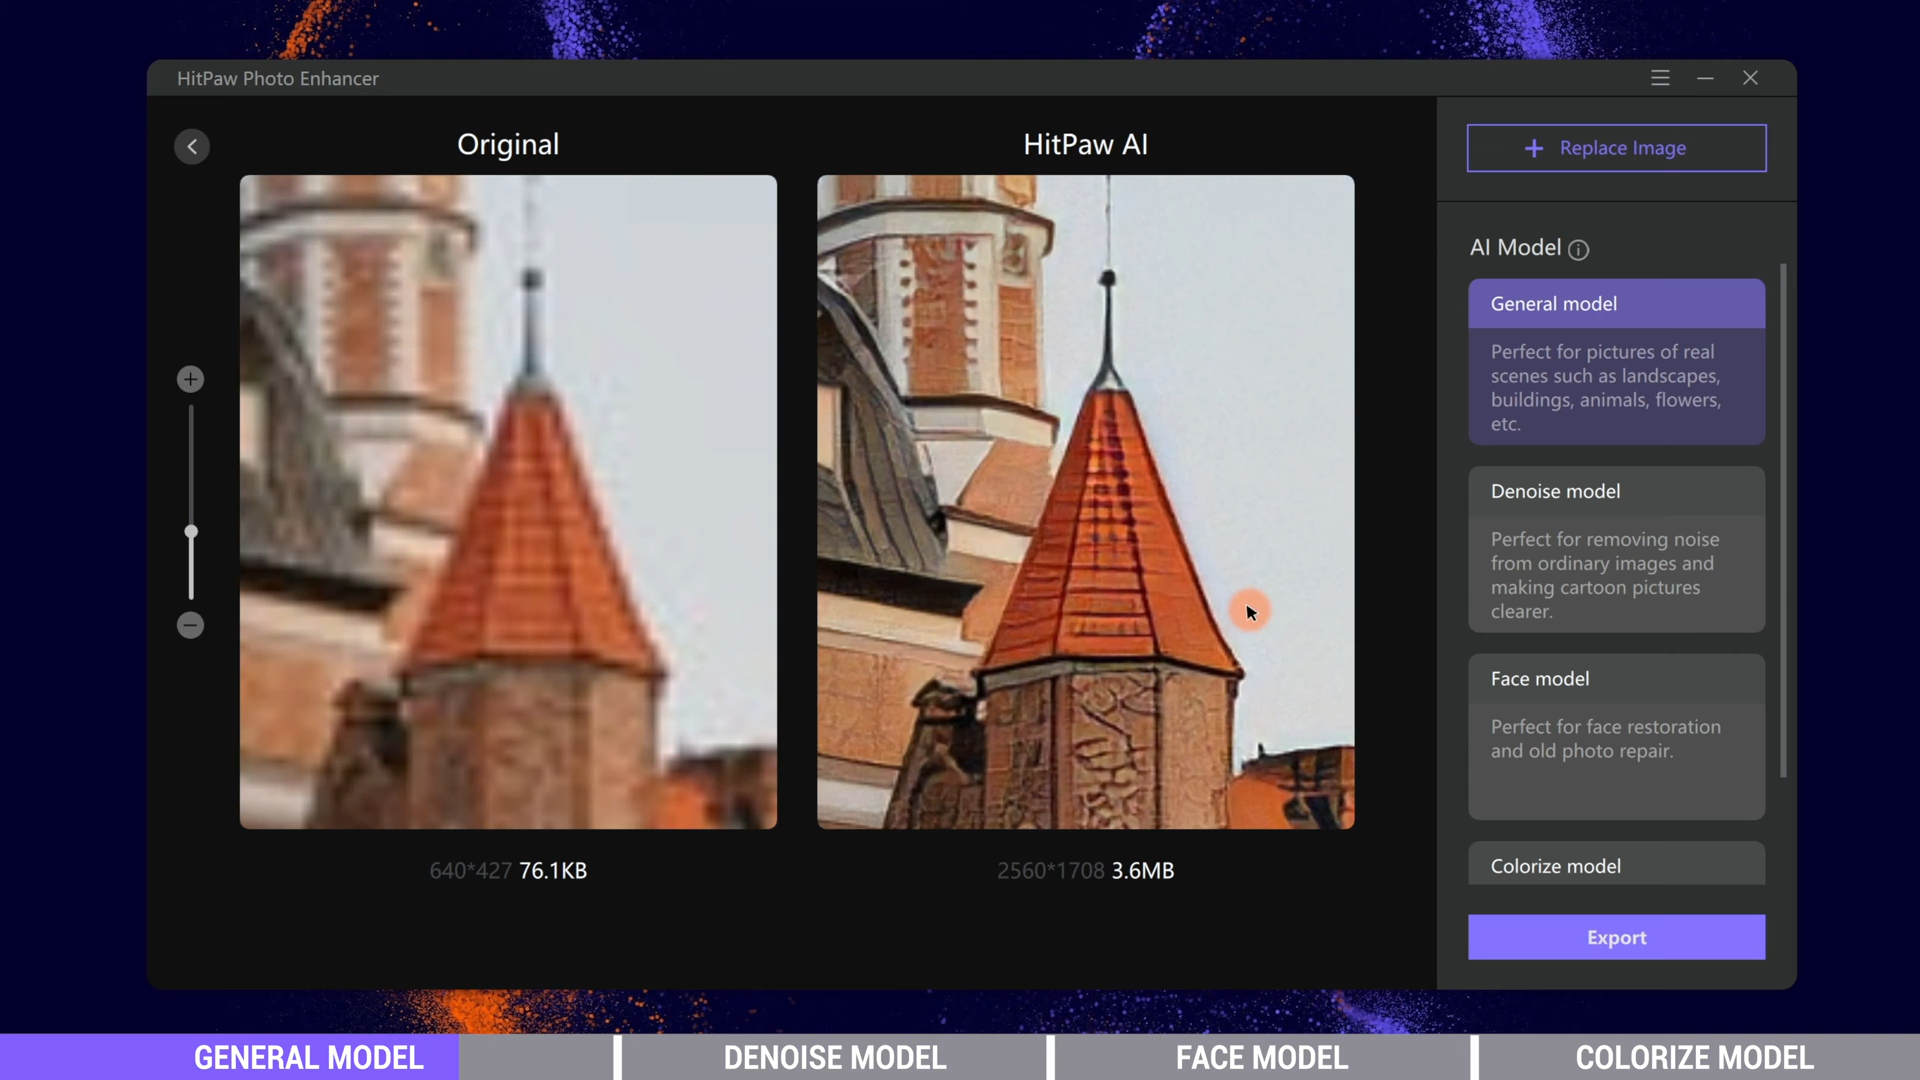 HitPaw Photo Enhancer
Original
HitPaw AI
640*427 76.1KB
2560*1708 3.6MB
Replace Image
AI Model
General model
Perfect for pictures of real
scenes such as landscapes,
buildings, animals, flowers,
etc.
Denoise model
Perfect for removing noise
from ordinary images and
making cartoon pictures
clearer.
Face model
Perfect for face restoration
and old photo repair.
Colorize model
Export
GENERAL MODEL
DENOISE MODEL
FACE MODEL
COLORIZE MODEL